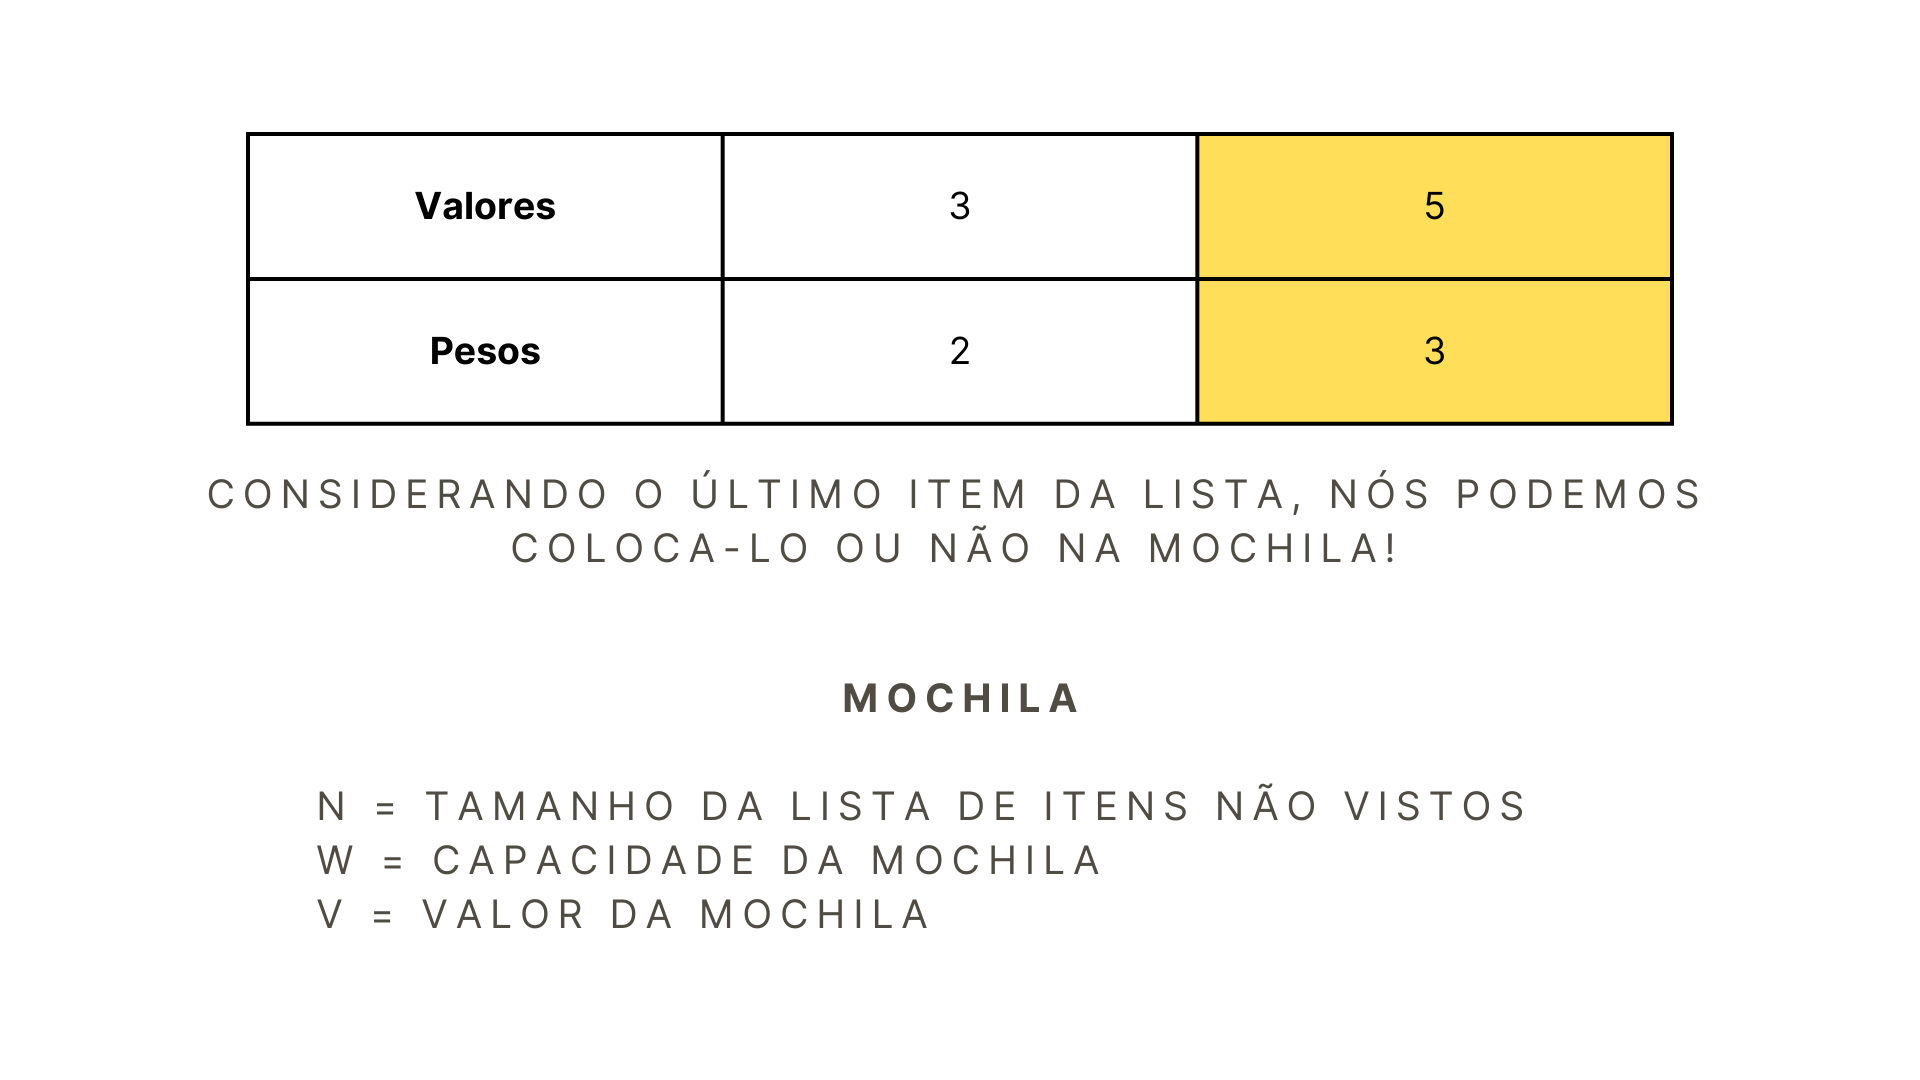 Valores 3 5
Pesos 2 3
CONSIDERANDO O ÚLTIMO ITEM DA LISTA, NÓS PODEMOS
COLOCA-LO OU NÃO NA MOCHILA!
MOCHILA
N = TAMANHO DA LISTA DE ITENS NÃO VISTOS
W = CAPACIDADE DA MOCHILA
V = VALOR DA MOCHILA